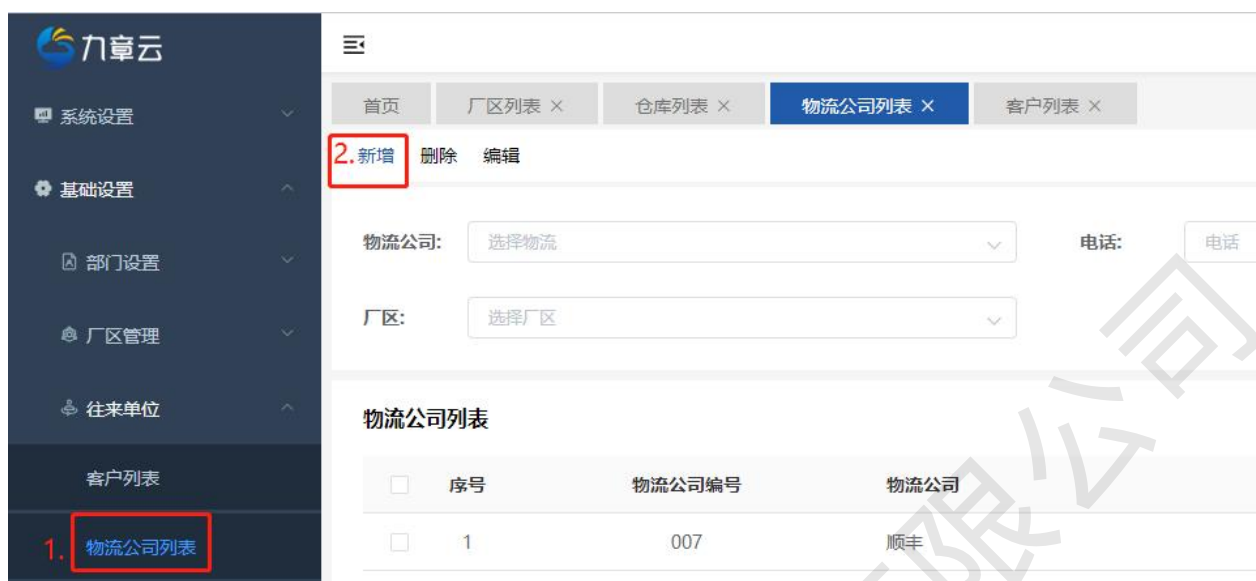 九章云
系统设置
基础设置
部门设置
厂区管理
往来单位
客户列表
1. 物流公司列表
首页 厂区列表 × 仓库列表 × 物流公司列表 × 客户列表 ×
2.新增 删除 编辑
物流公司: 选择物流 电话: 电话
厂区: 选择厂区
物流公司列表
序号 物流公司编号 物流公司
1 007 顺丰
有限公司